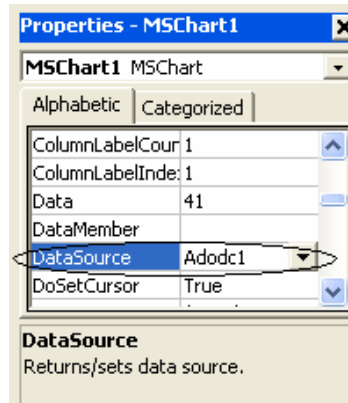 Properties - MSChart1
MSChart1 MSChart
Alphabetic Categorized
ColumnLabelCour 1
ColumnLabelInde: 1
Data 41
DataMember
DataSource Adodc1
DoSetCursor True
DataSource
Returns/sets data source.